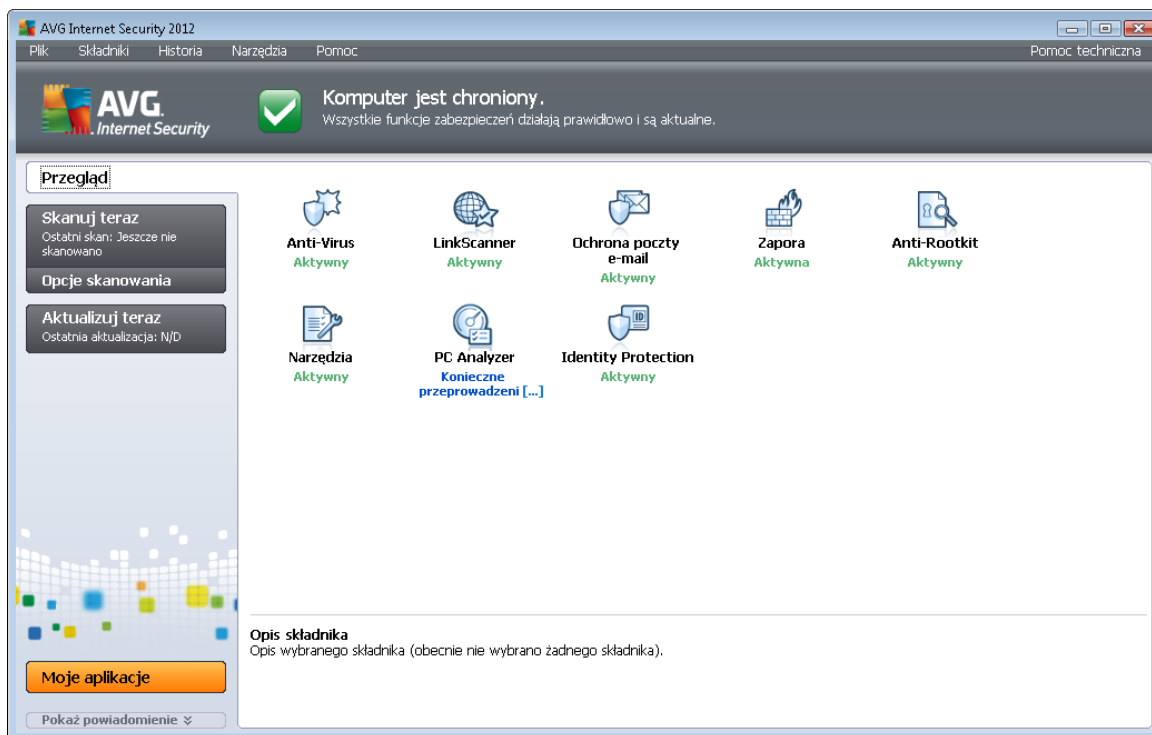 AVG Internet Security 2012
Plik Składniki Historia Narzędzia Pomoc Pomoc techniczna
AVG.
Internet Security
Komputer jest chroniony.
Wszystkie funkcje zabezpieczeń działają prawidłowo i są aktualne.
Przegląd
Skanuj teraz
Ostatni skan: Jeszcze nie
skanowano
Opcje skanowania
Aktualizuj teraz
Ostatnia aktualizacja: N/D
Anti-Virus
Aktywny
LinkScanner
Aktywny
Ochrona poczty
e-mail
Aktywny
Zapora
Aktywna
Anti-Rootkit
Aktywny
Narzędzia
Aktywny
PC Analyzer
Konieczne
przeprowadzeni [...]
Identity Protection
Aktywny
Opis składnika
Opis wybranego składnika (obecnie nie wybrano żadnego składnika).
Moje aplikacje
Pokaż powiadomienie